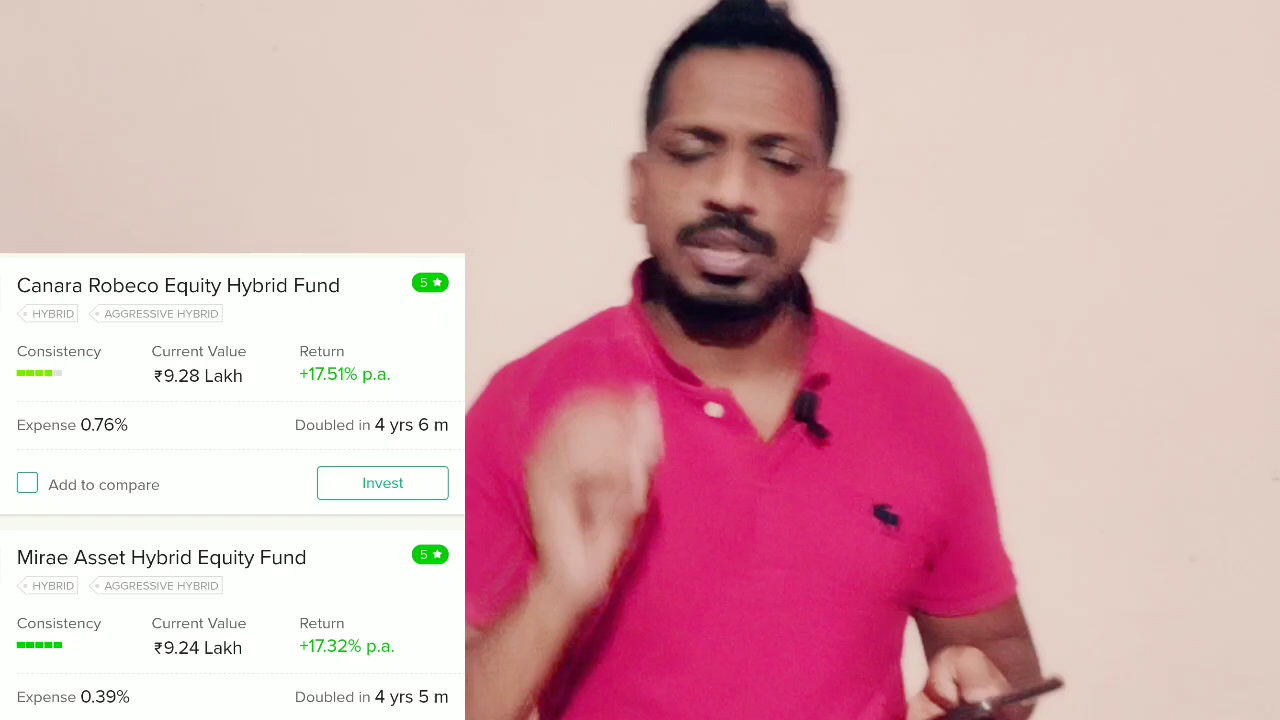 Canara Robeco Equity Hybrid Fund
5
HYBRID
AGGRESSIVE HYBRID
Consistency
Current Value
Return
₹9.28 Lakh
+17.51% p.a.
Expense 0.76%
Doubled in 4 yrs 6 m
Add to compare
Invest
Mirae Asset Hybrid Equity Fund
5
HYBRID
AGGRESSIVE HYBRID
Consistency
Current Value
Return
₹9.24 Lakh
+17.32% p.a.
Expense 0.39%
Doubled in 4 yrs 5 m